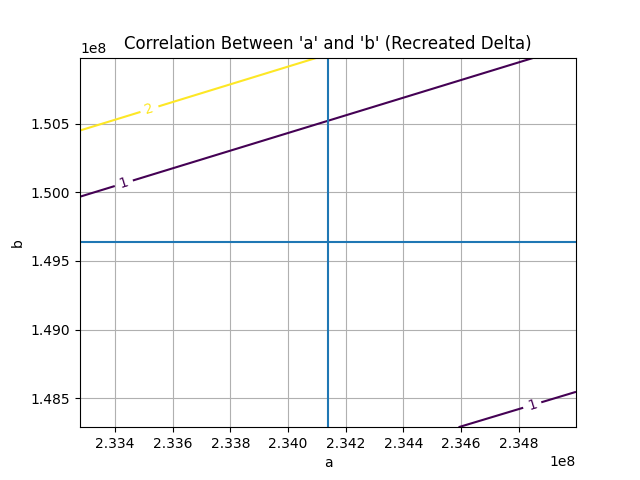 Correlation Between 'a' and 'b' (Recreated Delta)
1e8
2
1.505
1
1.500
b
1.495
1.490
1.485
1
2.334 2.336 2.338 2.340 2.342 2.344 2.346 2.348
a
1e8